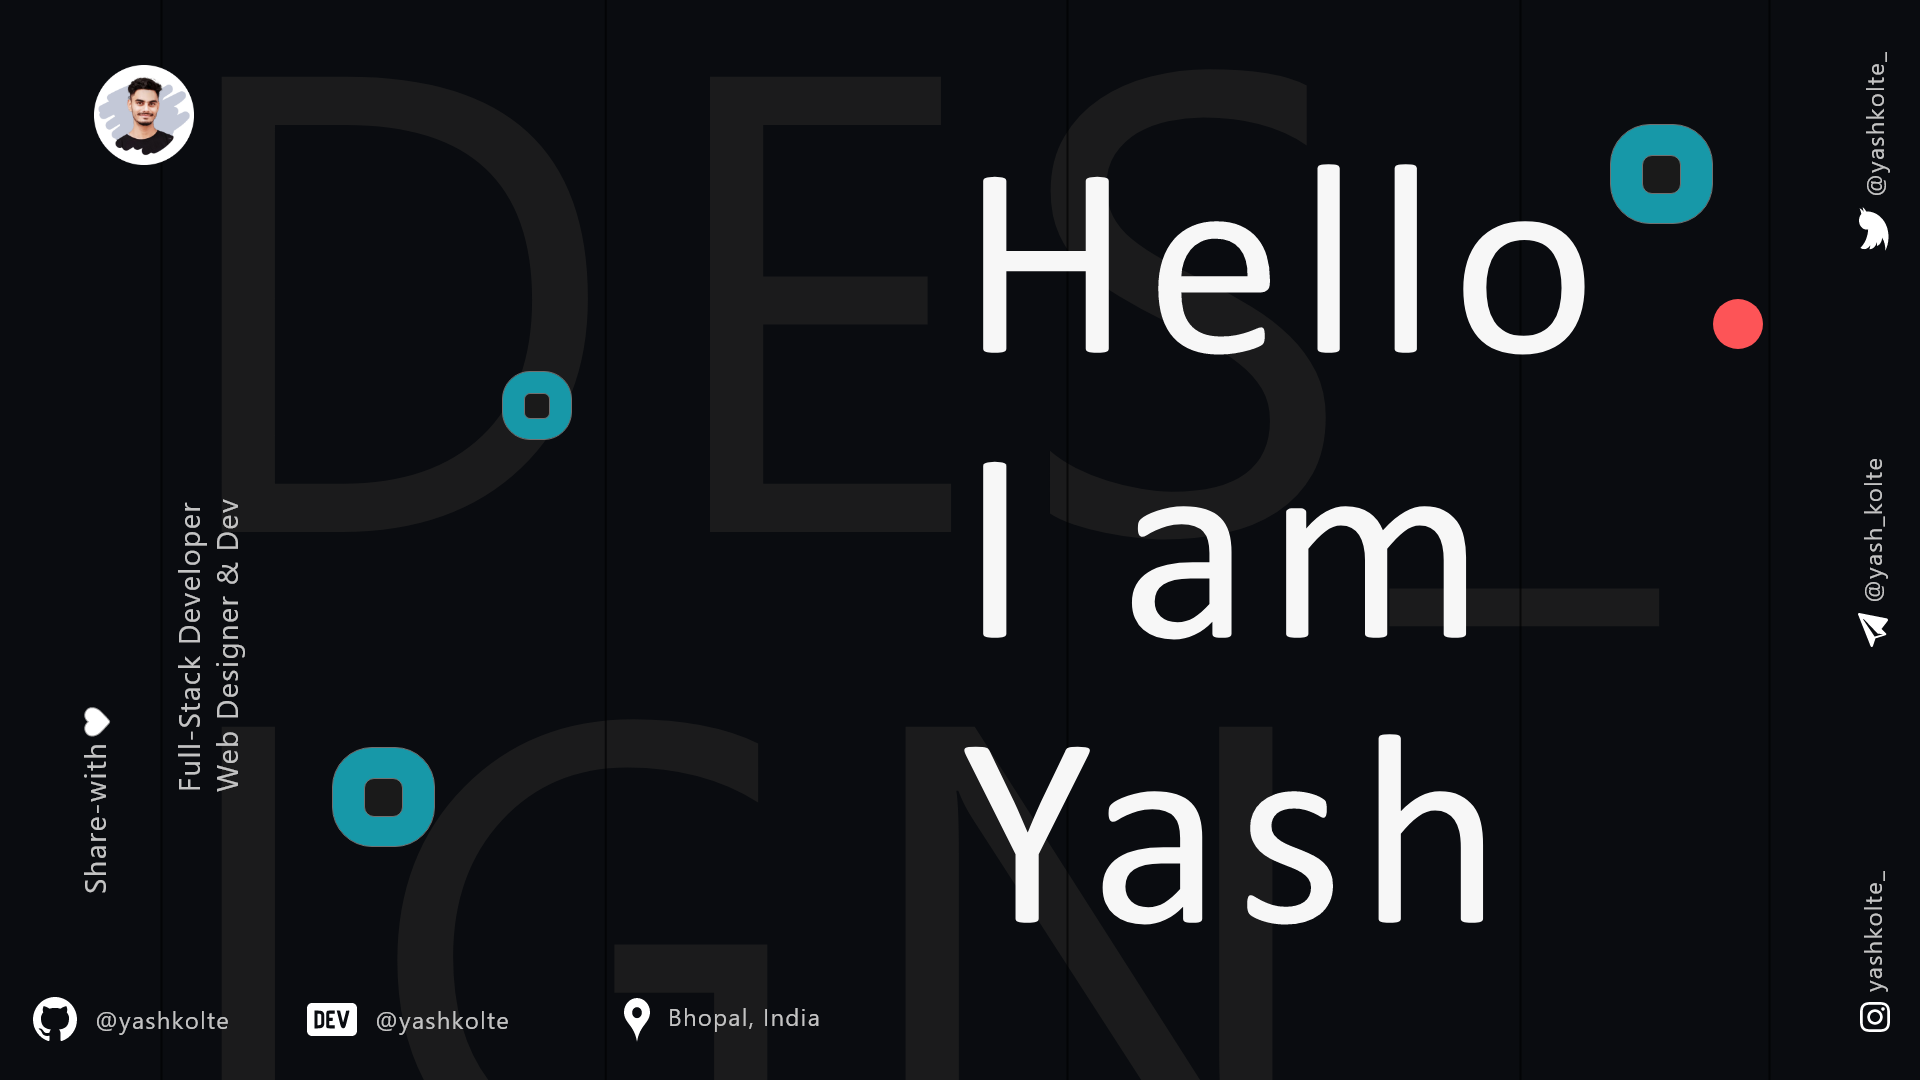 DES_
IGN
Hello
I am
Yash
Full-Stack Developer
Web Designer & Dev
Share-with
@yashkolte
DEV @yashkolte
Bhopal, India
@yashkolte_
@yash_kolte
yashkolte_